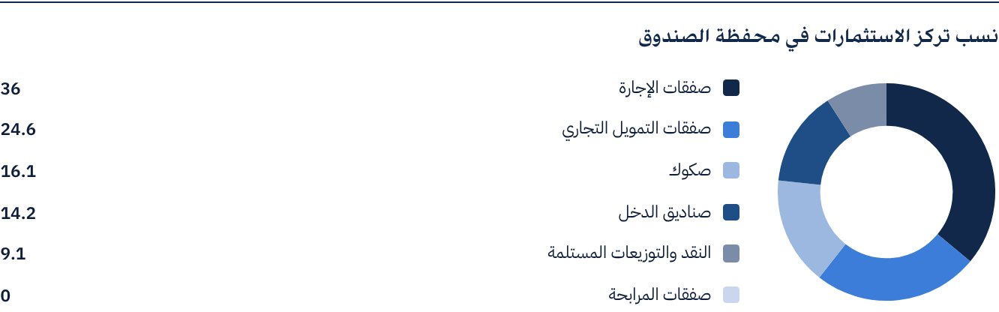 نسب تركز الاستثمارات في محفظة الصندوق
صفقات الإجارة 36
صفقات التمويل التجاري 24.6
صكوك 16.1
صناديق الدخل 14.2
النقد والتوزيعات المستلمة 9.1
صفقات المرابحة 0